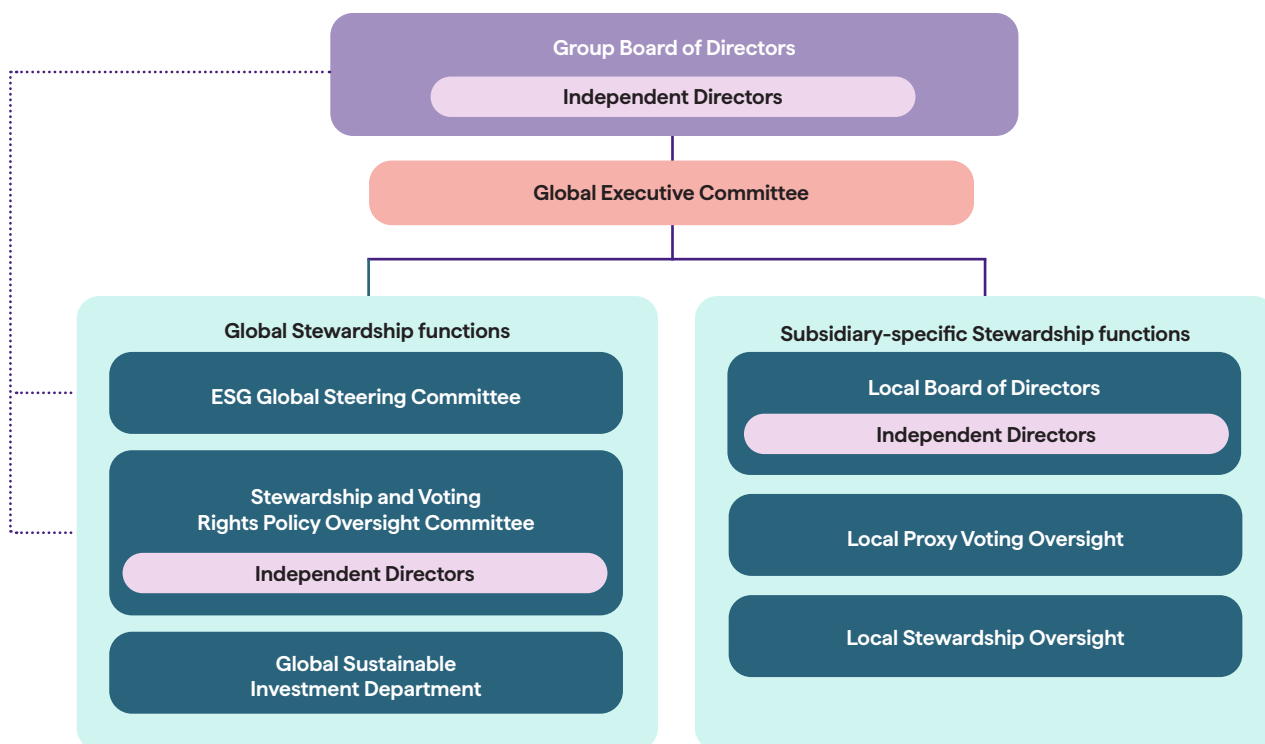 Group Board of Directors
Independent Directors
Global Executive Committee
Global Stewardship functions
ESG Global Steering Committee
Stewardship and Voting
Rights Policy Oversight Committee
Independent Directors
Global Sustainable
Investment Department
Subsidiary-specific Stewardship functions
Local Board of Directors
Independent Directors
Local Proxy Voting Oversight
Local Stewardship Oversight